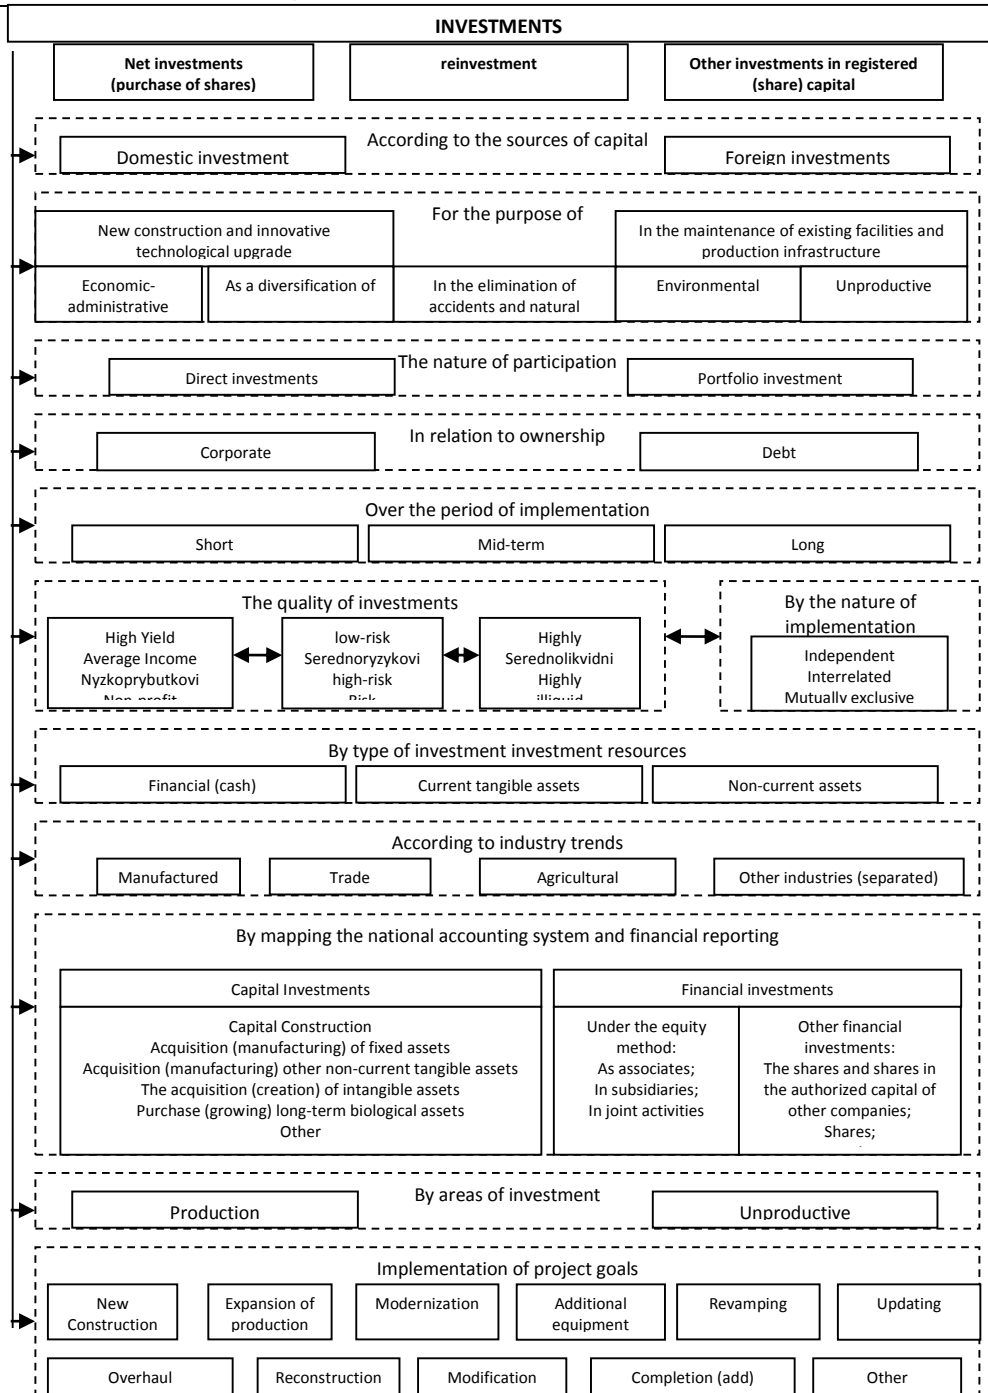 INVESTMENTS
Net investments
(purchase of shares)
reinvestment
Other investments in registered
(share) capital
According to the sources of capital
Domestic investment
Foreign investments
For the purpose of
New construction and innovative
technological upgrade
In the maintenance of existing facilities and
production infrastructure
Economic-
administrative
As a diversification of
In the elimination of
accidents and natural
Environmental
Unproductive
The nature of participation
Direct investments
Portfolio investment
In relation to ownership
Corporate
Debt
Over the period of implementation
Short
Mid-term
Long
The quality of investments
High Yield
Average Income
Nyzkoprybutkovi
Non-profit
low-risk
Serednoryzykovi
high-risk
Risk
Highly
Serednolikvidni
Highly
illiquid
By the nature of
implementation
Independent
Interrelated
Mutually exclusive
By type of investment investment resources
Financial (cash)
Current tangible assets
Non-current assets
According to industry trends
Manufactured
Trade
Agricultural
Other industries (separated)
By mapping the national accounting system and financial reporting
Capital Investments
Capital Construction
Acquisition (manufacturing) of fixed assets
Acquisition (manufacturing) other non-current tangible assets
The acquisition (creation) of intangible assets
Purchase (growing) long-term biological assets
Other
Financial investments
Under the equity
method:
As associates;
In subsidiaries;
In joint activities
Other financial
investments:
The shares and shares in
the authorized capital of
other companies;
Shares;
By areas of investment
Production
Unproductive
Implementation of project goals
New
Construction
Expansion of
production
Modernization
Additional
equipment
Revamping
Updating
Overhaul
Reconstruction
Modification
Completion (add)
Other